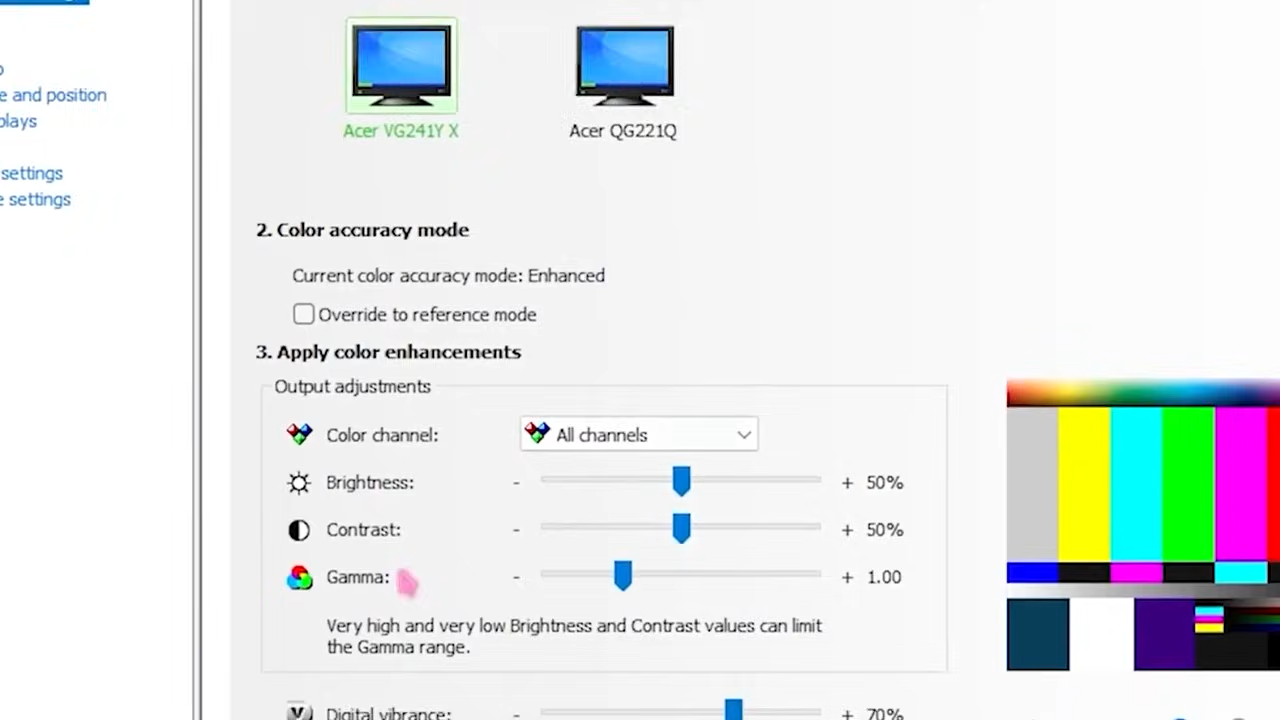 e and position
plays
settings
e settings
Acer VG241Y X
Acer QG221Q
2. Color accuracy mode
Current color accuracy mode: Enhanced
Override to reference mode
3. Apply color enhancements
Output adjustments
Color channel: All channels
Brightness: - + 50%
Contrast: - + 50%
Gamma: - + 1.00
Very high and very low Brightness and Contrast values can limit
the Gamma range.
Digital vibrance: - + 70%